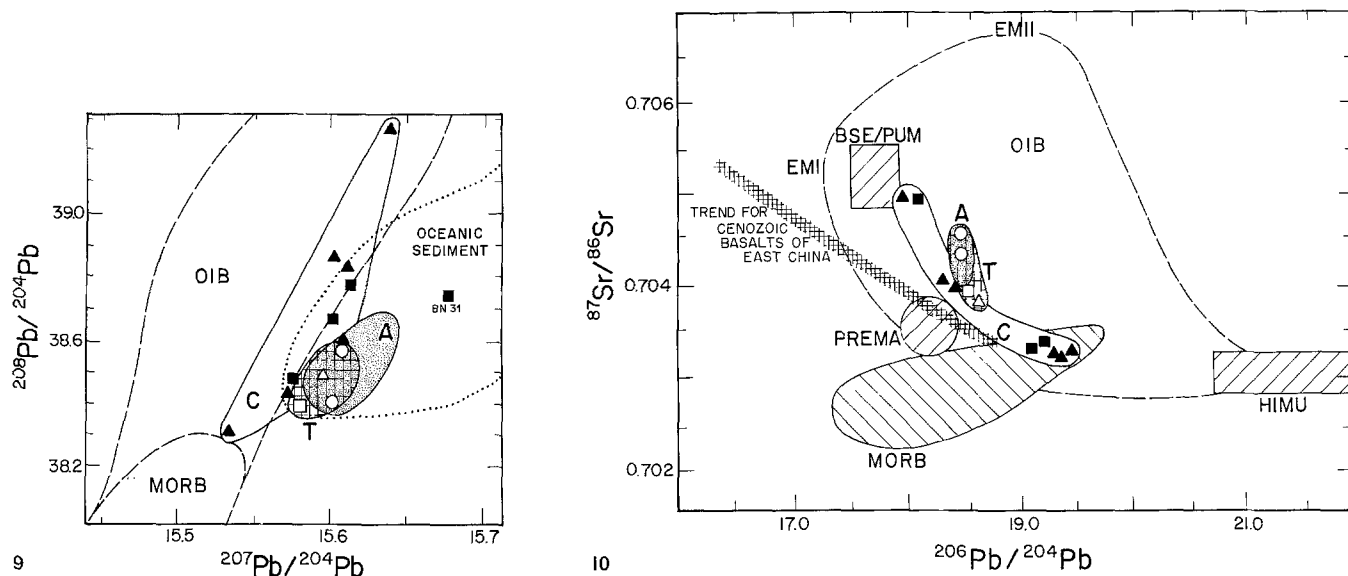 39.0
38.6
38.2
208Pb/ 204Pb
OIB
OCEANIC
SEDIMENT
BN 31
A
C
T
MORB
15.5
15.6
15.7
207Pb/ 204Pb
9
0.706
0.704
0.702
87Sr/ 86Sr
EMII
BSE/PUM
OIB
EMI
A
TREND FOR
CENOZOIC
BASALTS OF
EAST CHINA
T
PREMA
C
HIMU
MORB
17.0
19.0
21.0
206Pb/ 204Pb
10